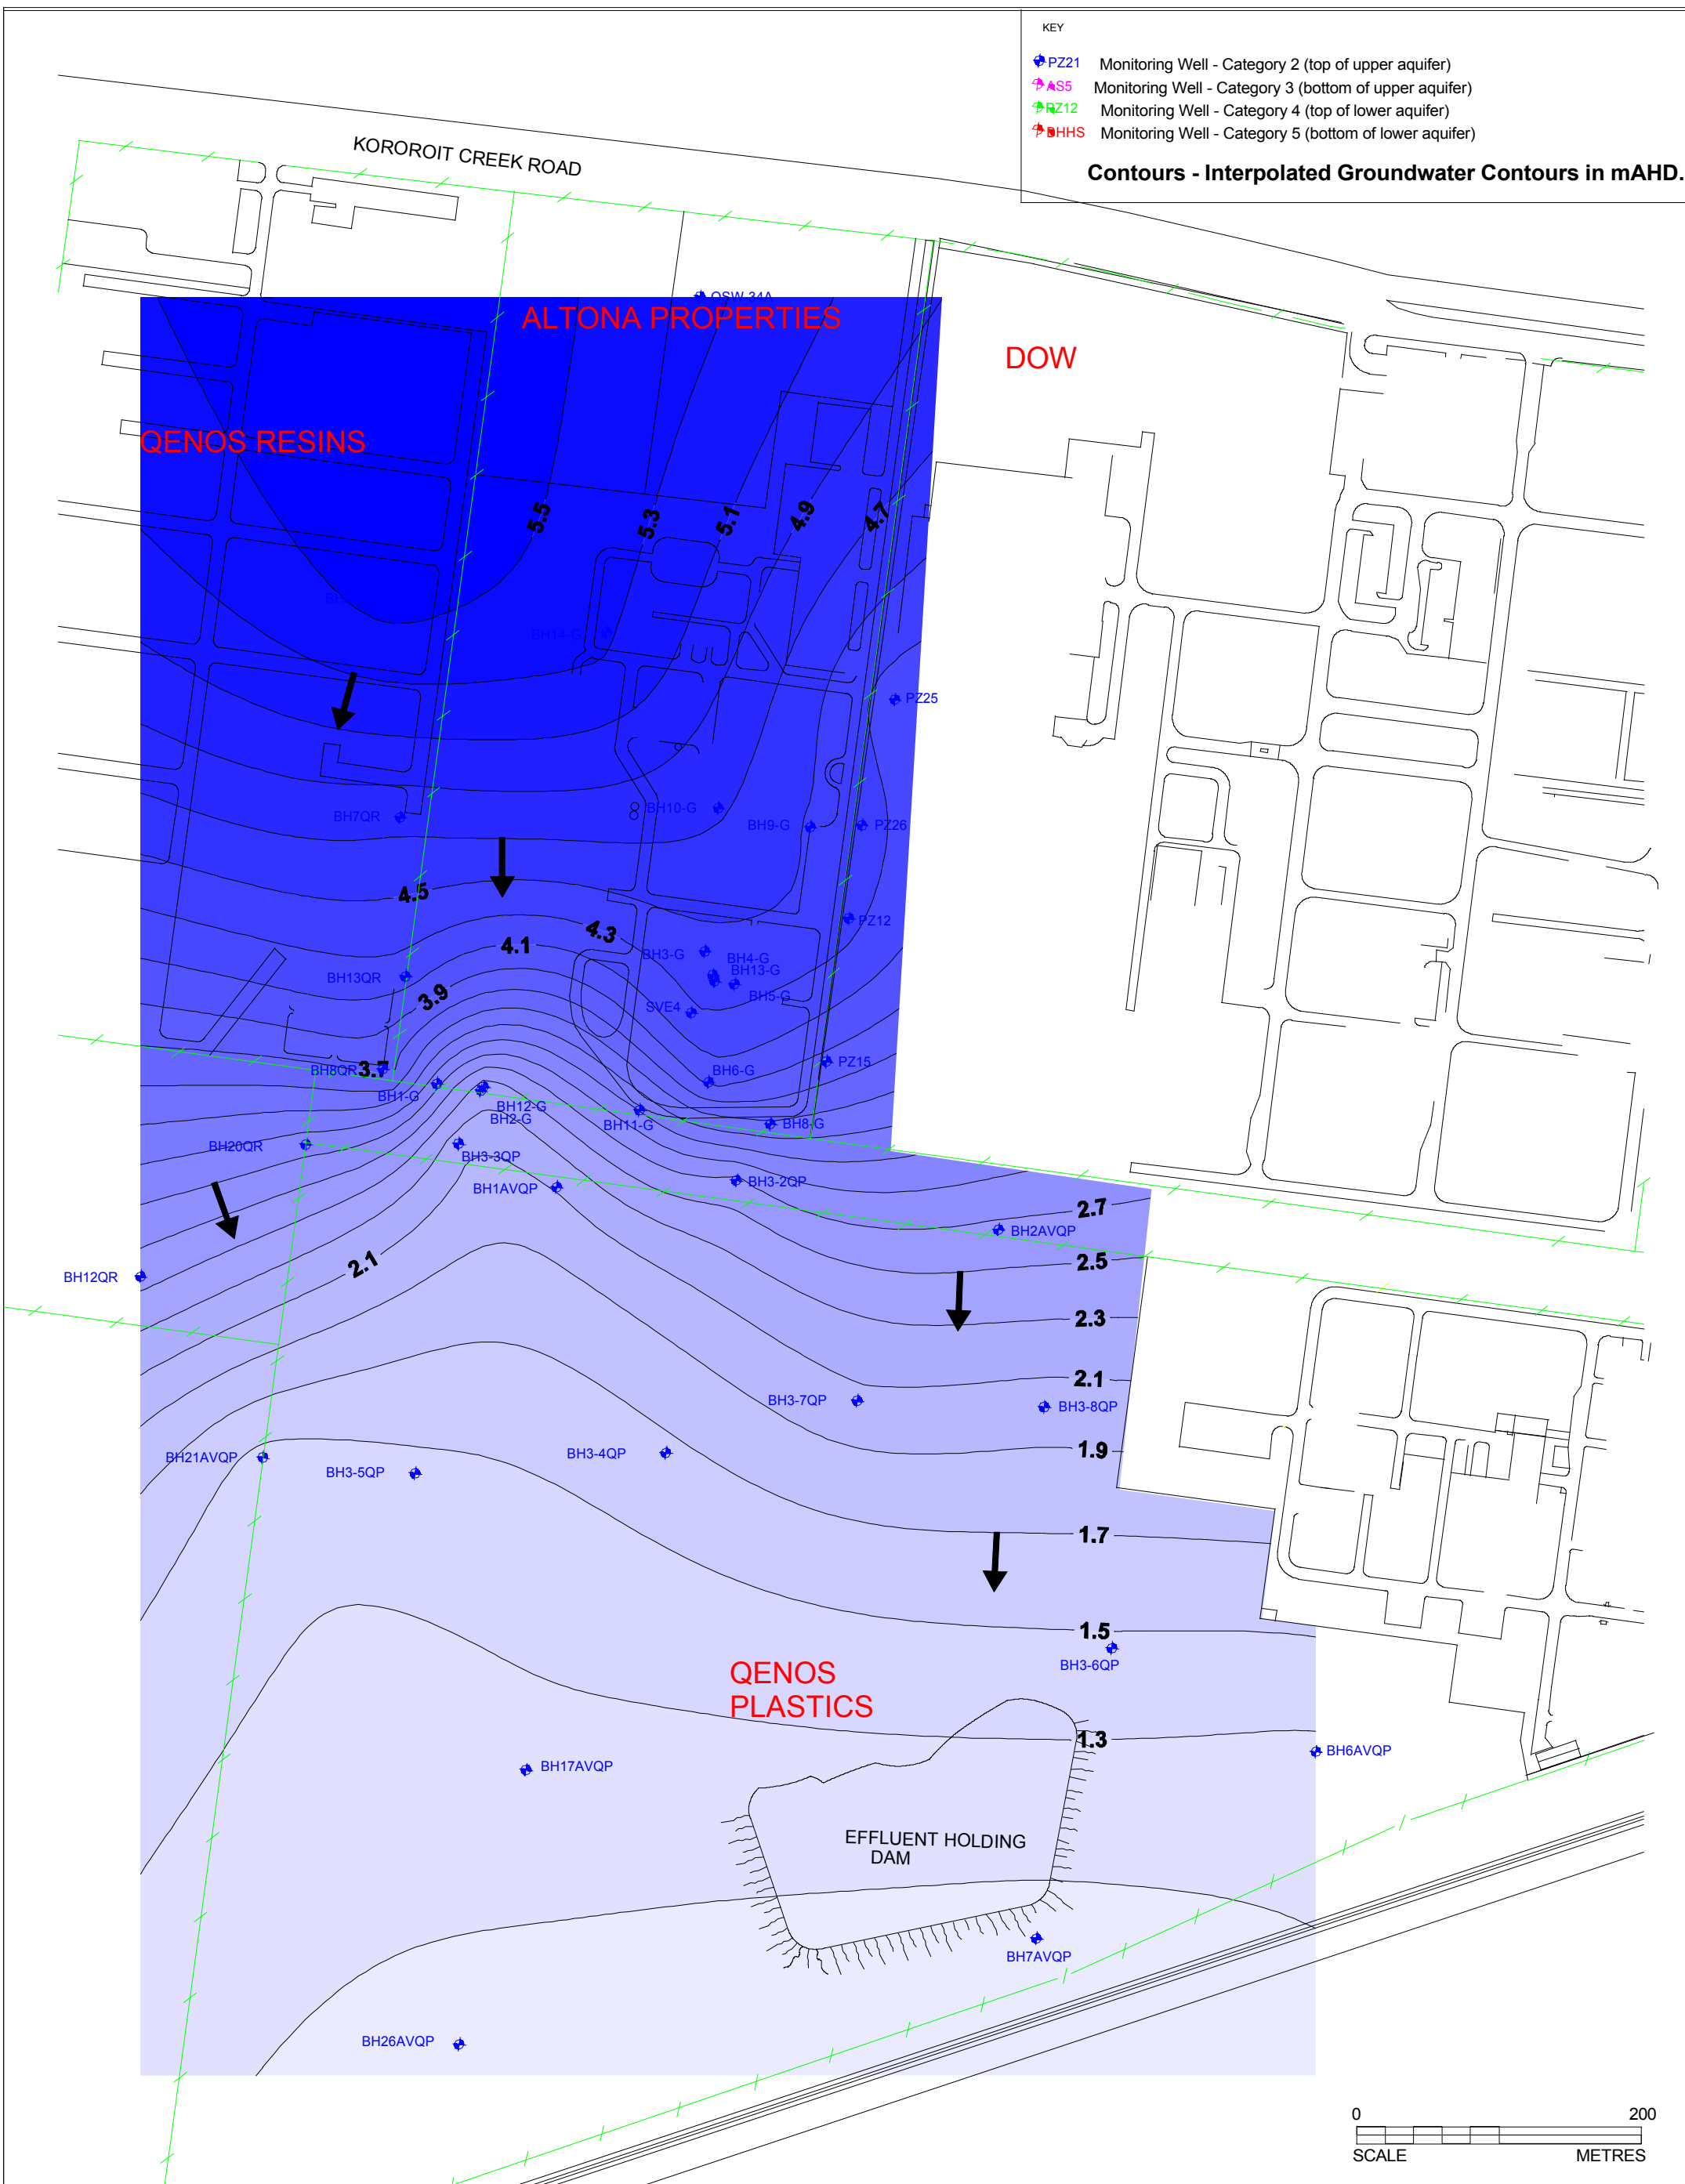 KEY
PZ21 Monitoring Well - Category 2 (top of upper aquifer)
AS5 Monitoring Well - Category 3 (bottom of upper aquifer)
PZ12 Monitoring Well - Category 4 (top of lower aquifer)
BHHS Monitoring Well - Category 5 (bottom of lower aquifer)
Contours - Interpolated Groundwater Contours in mAHD.
KOROROIT CREEK ROAD
OSW-34A
ALTONA PROPERTIES
DOW
QENOS RESINS
5.5
5.3
5.1
4.9
4.7
BH14-G
PZ25
BH7QR
BH10-G
BH9-G
PZ26
4.5
PZ12
4.3
4.1
BH3-G
BH4-G
BH13-G
BH13QR
BH5-G
3.9
SVE4
PZ15
BH8QR
3.7
BH6-G
BH1-G
BH12-G
BH2-G
BH11-G
BH8-G
BH20QR
BH3-3QP
BH1AVQP
BH3-2QP
2.7
BH2AVQP
2.5
2.1
BH12QR
2.3
2.1
BH3-7QP
BH3-8QP
1.9
BH21AVQP
BH3-5QP
BH3-4QP
1.7
1.5
BH3-6QP
QENOS
PLASTICS
1.3
BH6AVQP
BH17AVQP
EFFLUENT HOLDING
DAM
BH7AVQP
BH26AVQP
0 200
SCALE METRES